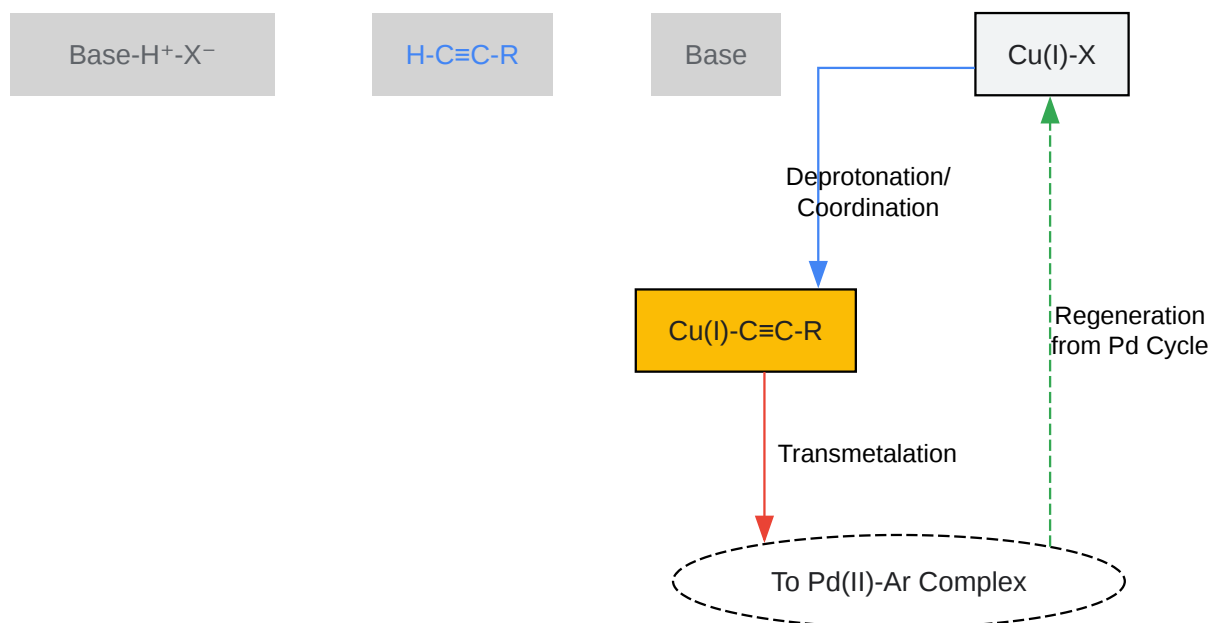 Base-H⁺-X⁻
H-C≡C-R
Base
Cu(I)-X
Deprotonation/
Coordination
Cu(I)-C≡C-R
Regeneration
from Pd Cycle
Transmetalation
To Pd(II)-Ar Complex